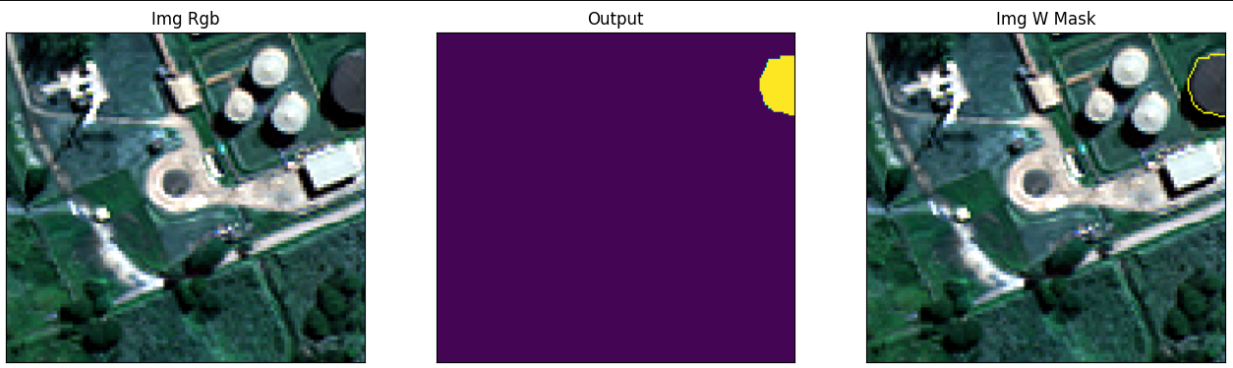 Img Rgb
Output
Img W Mask